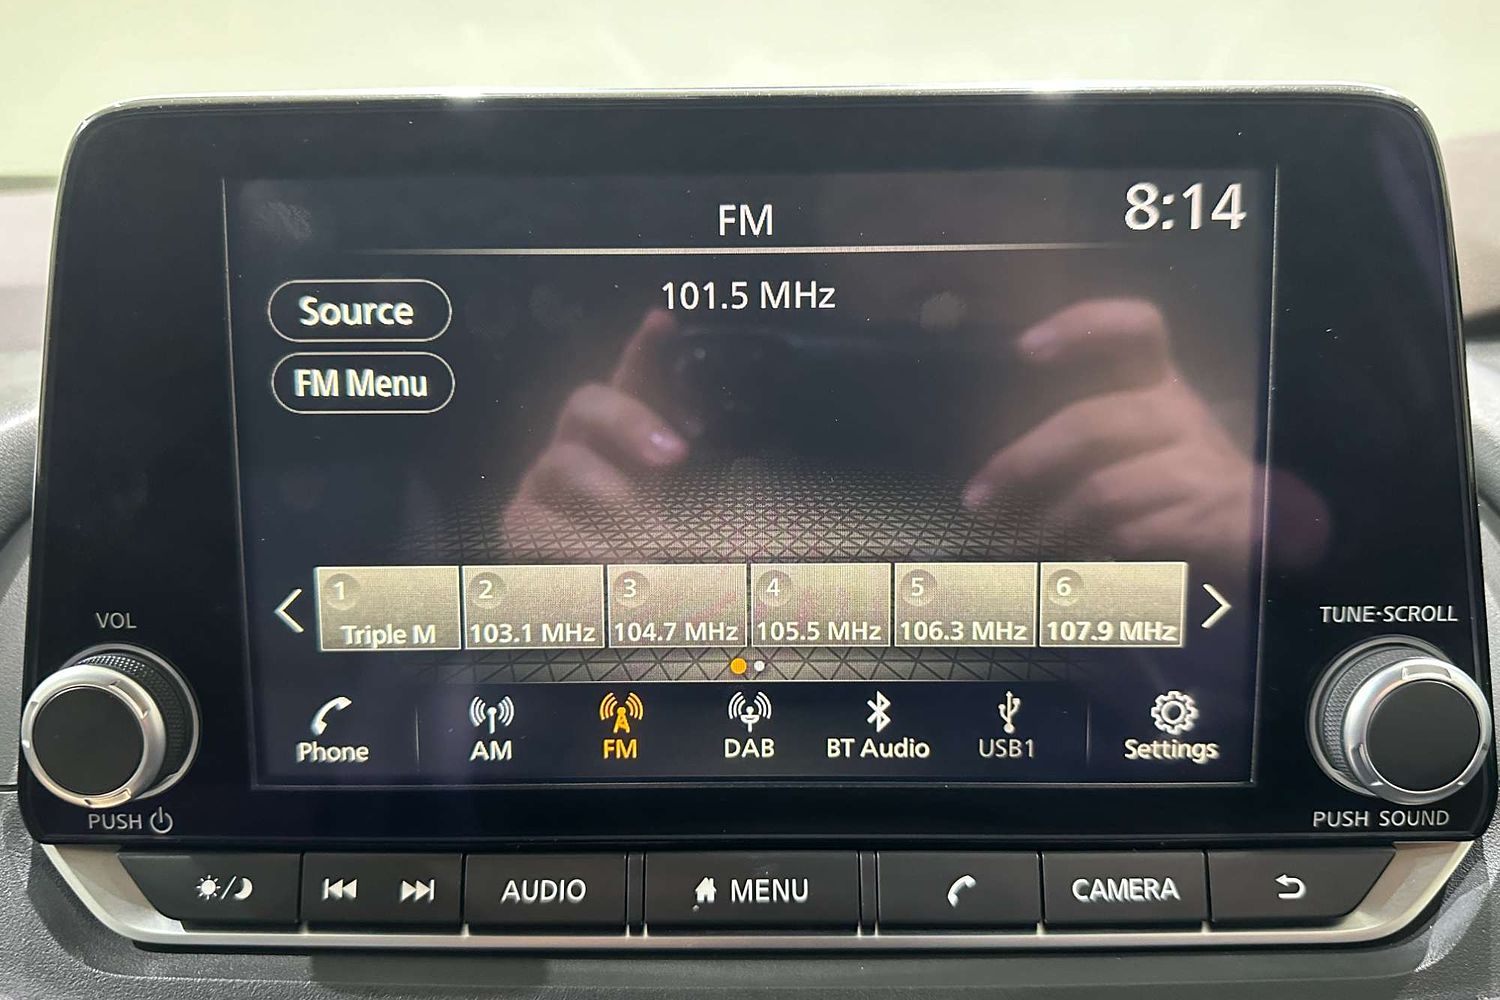 FM
8:14
101.5 MHz
Source
FM Menu
1
Triple M
2
103.1 MHz
3
104.7 MHz
4
105.5 MHz
5
106.3 MHz
6
107.9 MHz
VOL
TUNE·SCROLL
Phone
AM
FM
DAB
BT Audio
USB1
Settings
PUSH
PUSH SOUND
AUDIO
MENU
CAMERA